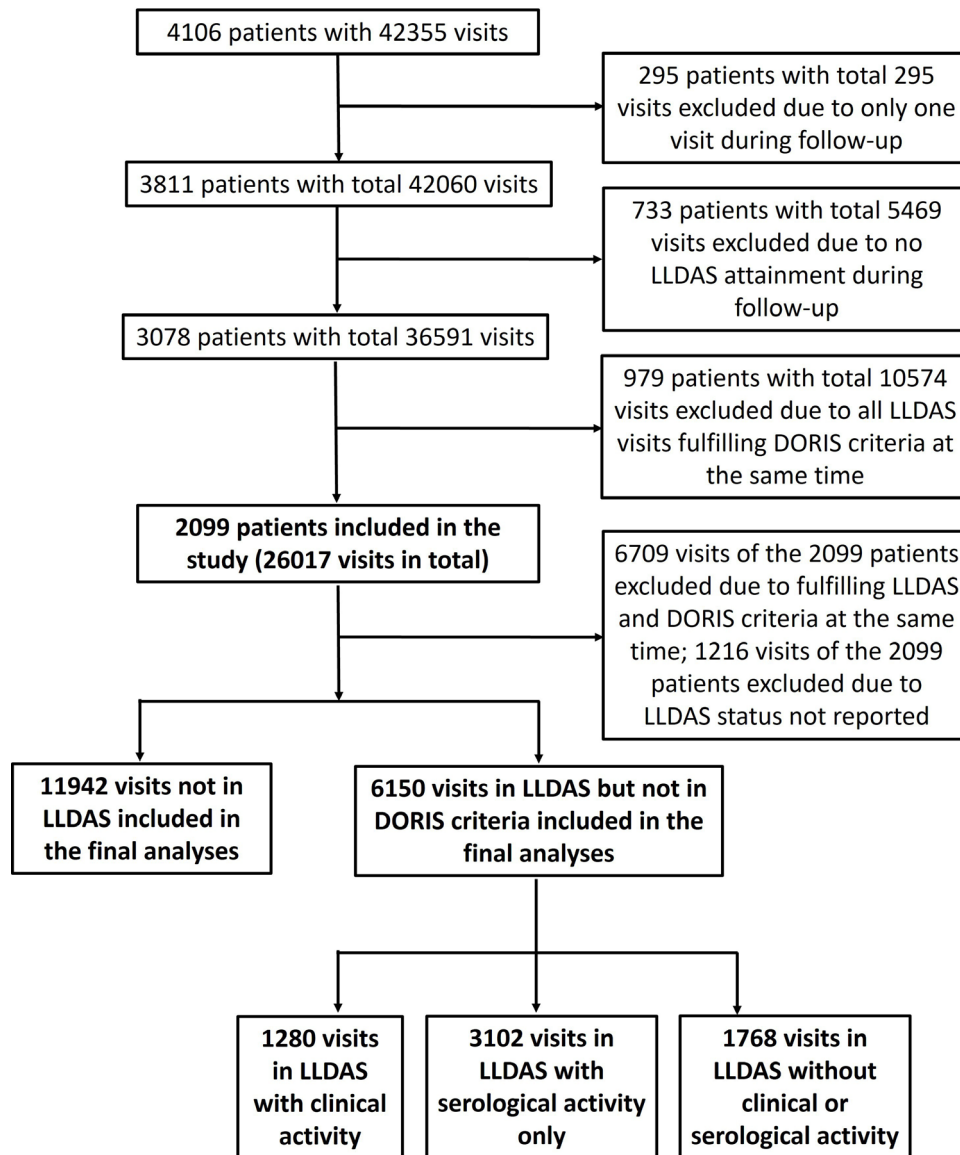 4106 patients with 42355 visits
295 patients with total 295
visits excluded due to only one
visit during follow-up
3811 patients with total 42060 visits
733 patients with total 5469
visits excluded due to no
LLDAS attainment during
follow-up
3078 patients with total 36591 visits
979 patients with total 10574
visits excluded due to all LLDAS
visits fulfilling DORIS criteria at
the same time
2099 patients included in the
study (26017 visits in total)
6709 visits of the 2099 patients
excluded due to fulfilling LLDAS
and DORIS criteria at the same
time; 1216 visits of the 2099
patients excluded due to
LLDAS status not reported
11942 visits not in
LLDAS included in
the final analyses
6150 visits in LLDAS but not in
DORIS criteria included in the
final analyses
1280 visits
in LLDAS
with clinical
activity
3102 visits in
LLDAS with
serological activity
only
1768 visits in
LLDAS without
clinical or
serological activity